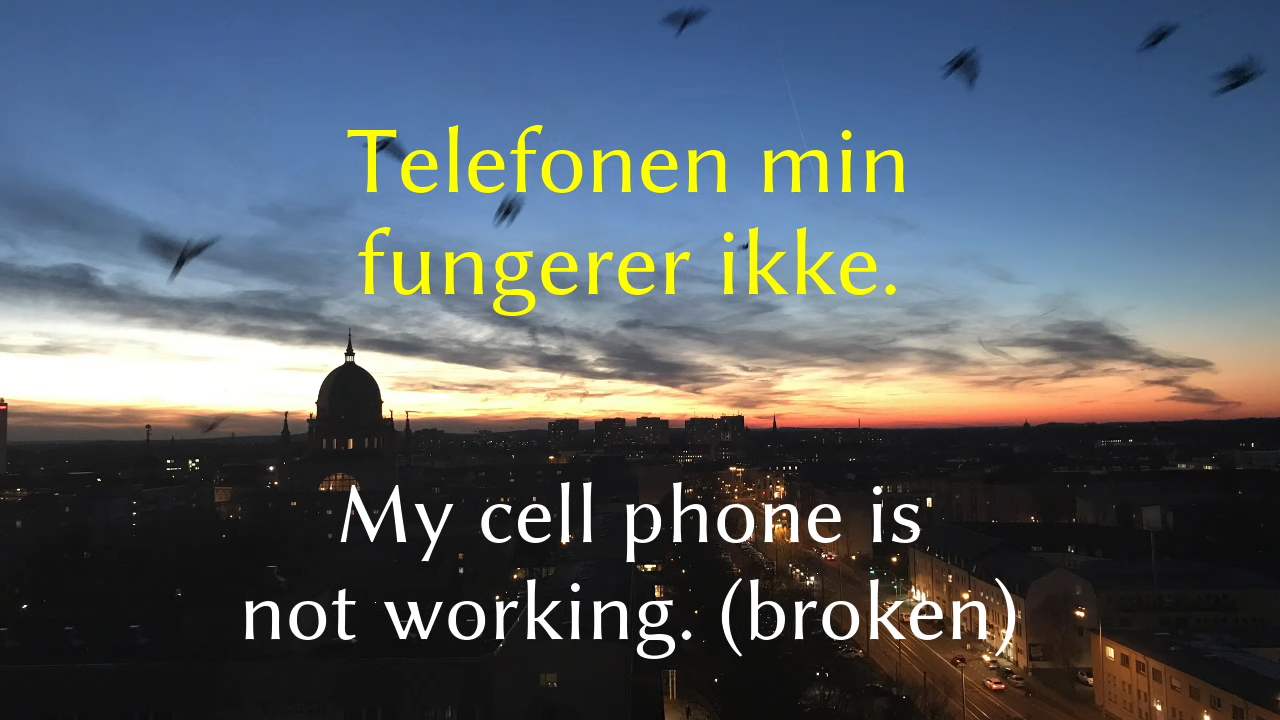 Telefonen min
fungerer ikke.
My cell phone is
not working. (broken)